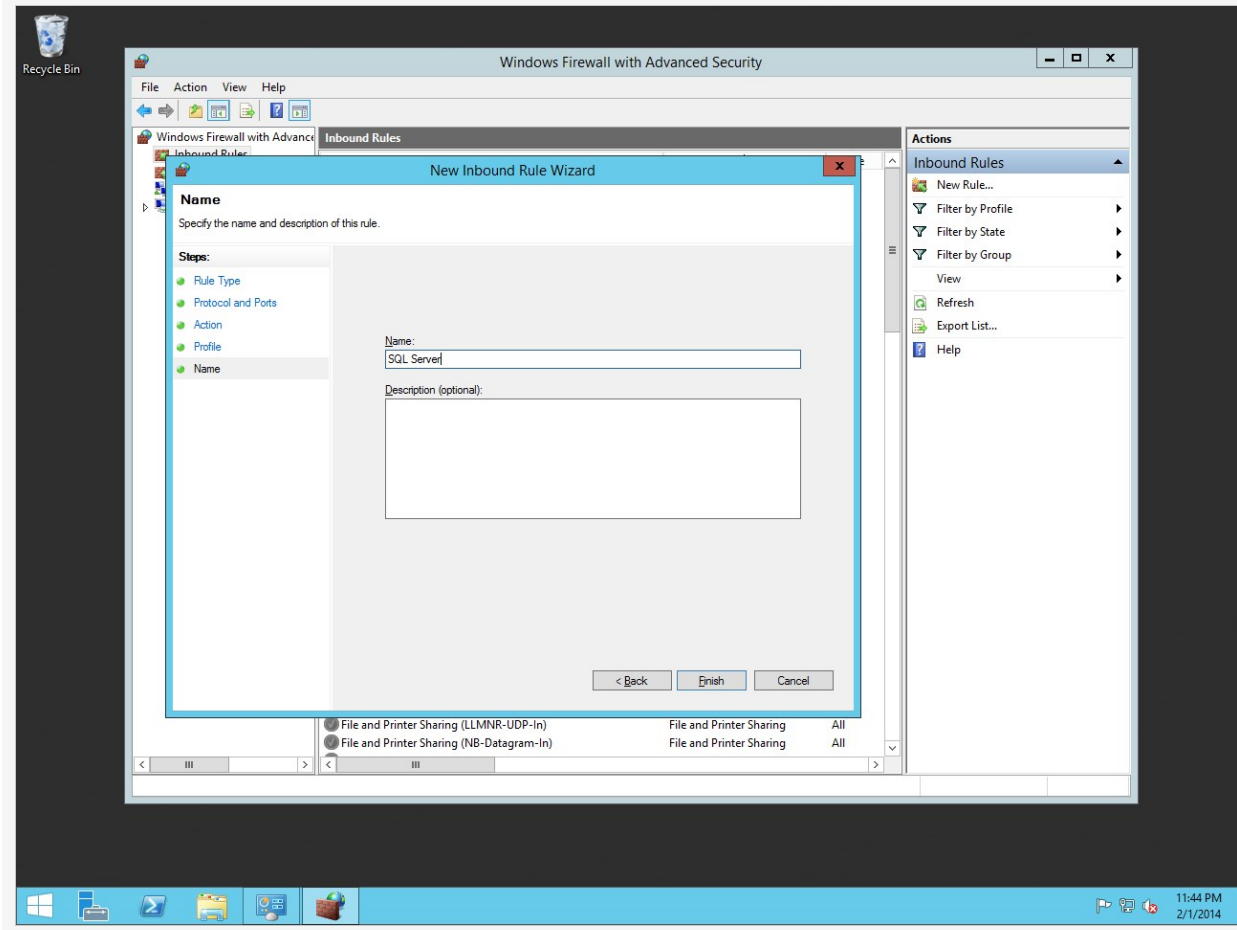 Recycle Bin
Windows Firewall with Advanced Security
File Action View Help
Windows Firewall with Advance
Inbound Rules
Inbound Rules
Actions
Inbound Rules
New Rule...
Filter by Profile
Filter by State
Filter by Group
View
Refresh
Export List...
Help
New Inbound Rule Wizard
Name
Specify the name and description of this rule.
Steps:
Rule Type
Protocol and Ports
Action
Profile
Name
Name:
SQL Server
Description (optional):
< Back Finish Cancel
File and Printer Sharing (LLMNR-UDP-In) File and Printer Sharing All
File and Printer Sharing (NB-Datagram-In) File and Printer Sharing All
11:44 PM
2/1/2014